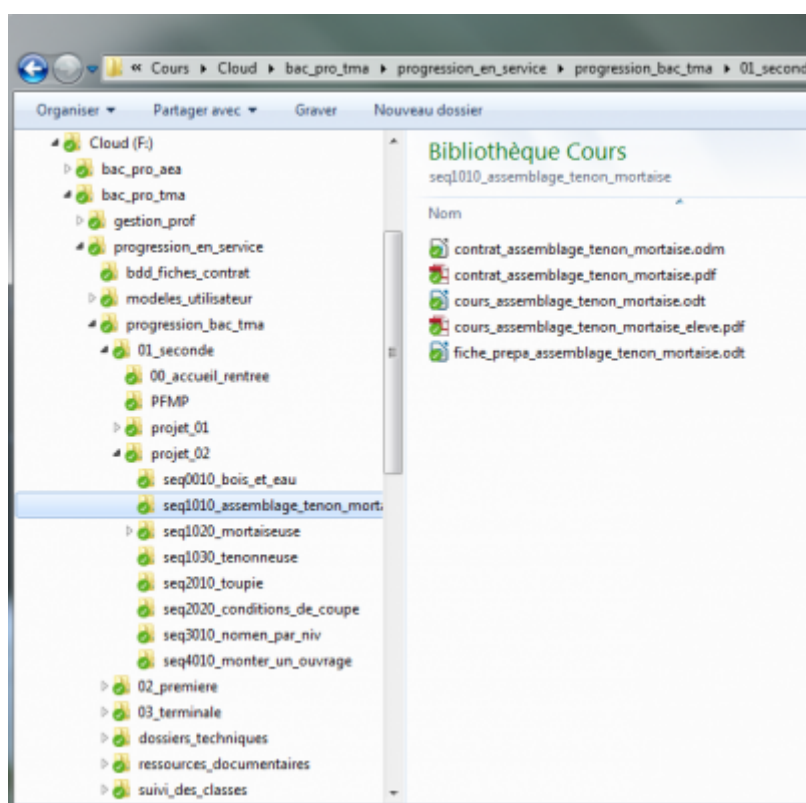 « Cours ▸ Cloud ▸ bac_pro_tma ▸ progression_en_service ▸ progression_bac_tma ▸ 01_second
Organiser ▾ Partager avec ▾ Graver Nouveau dossier
Cloud (F:)
bac_pro_aea
bac_pro_tma
gestion_prof
progression_en_service
bdd_fiches_contrat
modeles_utilisateur
progression_bac_tma
01_seconde
00_accueil_rentree
PFMP
projet_01
projet_02
seq0010_bois_et_eau
seq1010_assemblage_tenon_morta
seq1020_mortaiseuse
seq1030_tenonneuse
seq2010_toupie
seq2020_conditions_de_coupe
seq3010_nomen_par_niv
seq4010_monter_un_ouvrage
02_premiere
03_terminale
dossiers_techniques
ressources_documentaires
suivi_des_classes
Bibliothèque Cours
seq1010_assemblage_tenon_mortaise
Nom
contrat_assemblage_tenon_mortaise.odm
contrat_assemblage_tenon_mortaise.pdf
cours_assemblage_tenon_mortaise.odt
cours_assemblage_tenon_mortaise_eleve.pdf
fiche_prepa_assemblage_tenon_mortaise.odt